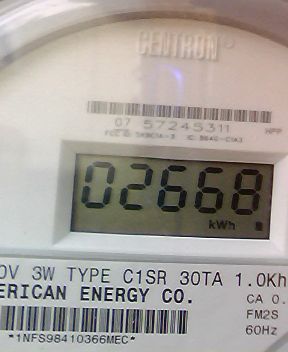 CENTRON®
07 57245311
HPP
02668
kWh
0V 3W TYPE C1SR 30TA 1.0Kh
ERICAN ENERGY CO.
CA 0.
FM2S
60Hz
*1NFS98410366MEC*